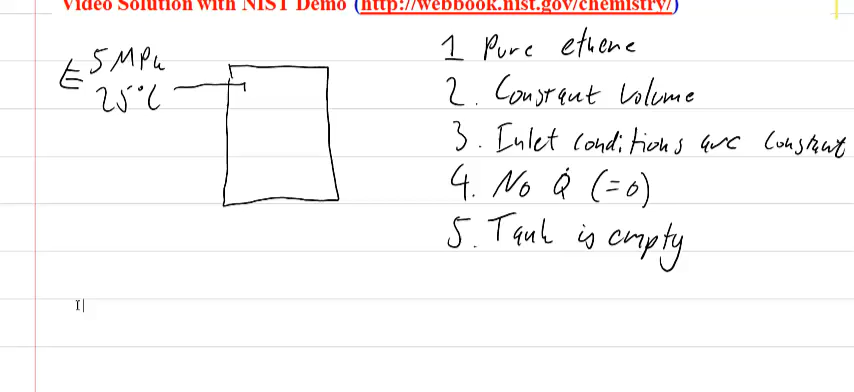 Video Solution with NIST Demo (http://webbook.nist.gov/chemistry/)
E 5 MPa
25°C
1 Pure ethene
2. Constant Volume
3. Inlet conditions are constant
4. No Q̇ (=0)
5. Tank is empty